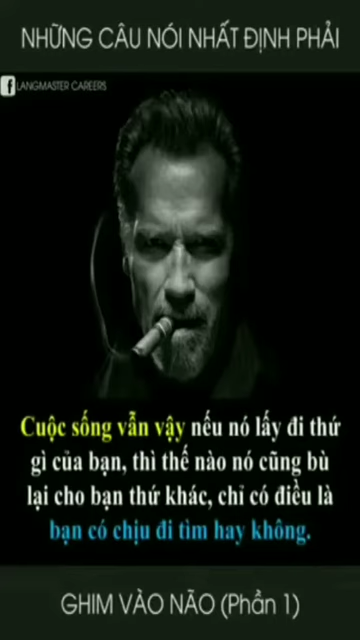 NHỮNG CÂU NÓI NHẤT ĐỊNH PHẢI
f LANGMASTER CAREERS
Cuộc sống vẫn vậy nếu nó lấy đi thứ
gì của bạn, thì thế nào nó cũng bù
lại cho bạn thứ khác, chỉ có điều là
bạn có chịu đi tìm hay không.
GHIM VÀO NÃO (Phần 1)